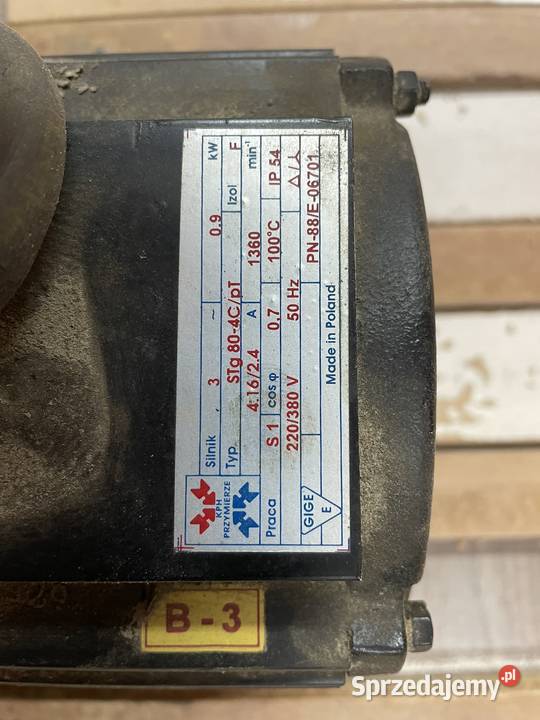 KPH
PRZYMIERZE
Silnik 3 ~ 0.9 kW
Typ STg 80-4C/pT Izol F
4.16/2.4 A 1360 min⁻¹
Praca S 1 cos φ 0,7 100°C IP 54
220/380 V 50 Hz △/⅄
PN-88/E-06701
GIGE
E
Made in Poland
B-3
Sprzedajemy.pl